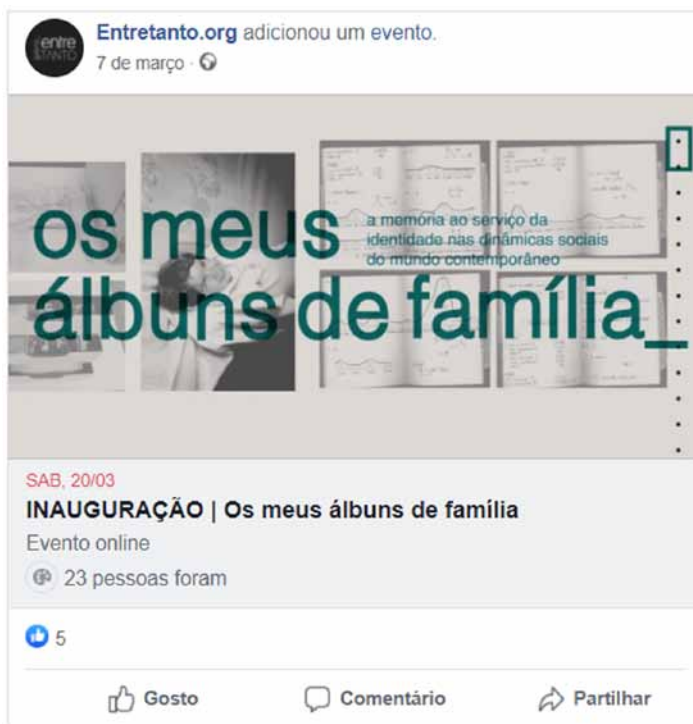 entre
TANTO
Entretanto.org adicionou um evento.
7 de março ·
os meus
a memória ao serviço da
identidade nas dinâmicas sociais
do mundo contemporâneo
álbuns de família_
SAB, 20/03
INAUGURAÇÃO | Os meus álbuns de família
Evento online
23 pessoas foram
5
Gosto
Comentário
Partilhar